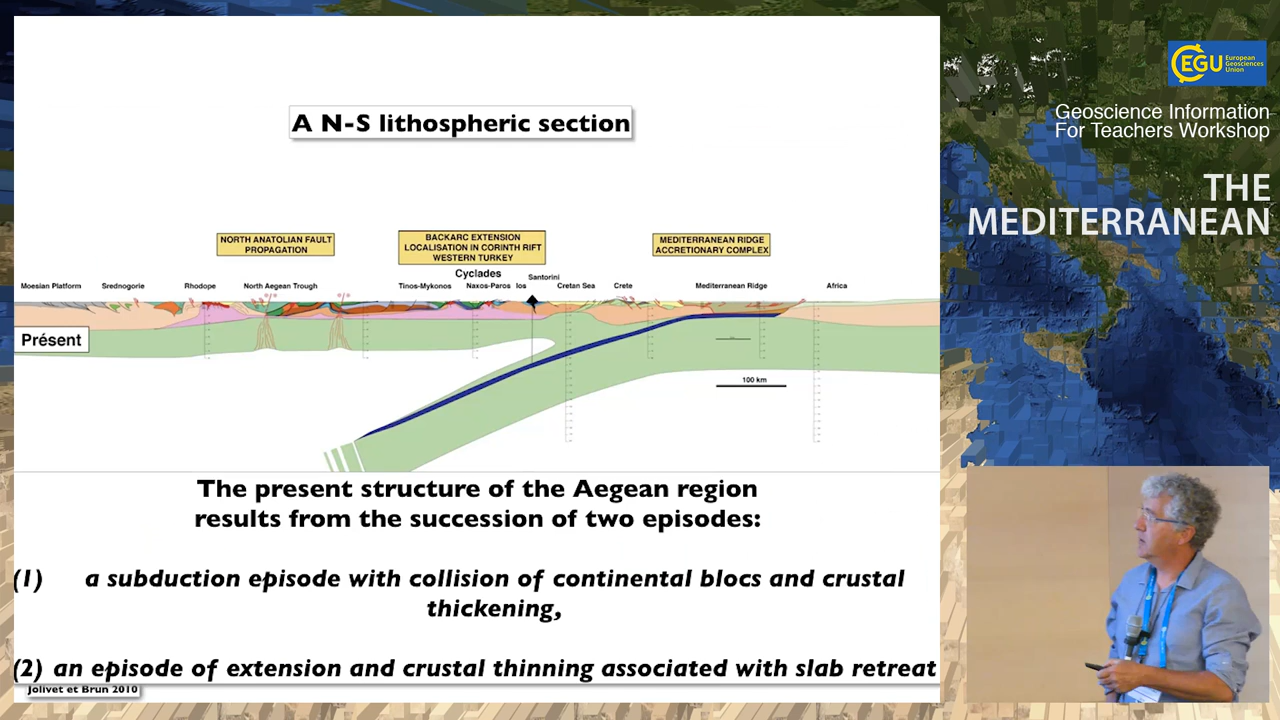 A N-S lithospheric section
NORTH ANATOLIAN FAULT
PROPAGATION
BACKARC EXTENSION
LOCALISATION IN CORINTH RIFT
WESTERN TURKEY
MEDITERRANEAN RIDGE
ACCRETIONARY COMPLEX
Cyclades
Santorini
Moesian Platform Srednogorie Rhodope North Aegean Trough Tinos-Mykonos Naxos-Paros Ios Cretan Sea Crete Mediterranean Ridge Africa
Présent
100 km
The present structure of the Aegean region
results from the succession of two episodes:
(1) a subduction episode with collision of continental blocs and crustal
thickening,
(2) an episode of extension and crustal thinning associated with slab retreat
Jolivet et Brun 2010
EGU European
Geosciences
Union
Geoscience Information
For Teachers Workshop
THE
MEDITERRANEAN